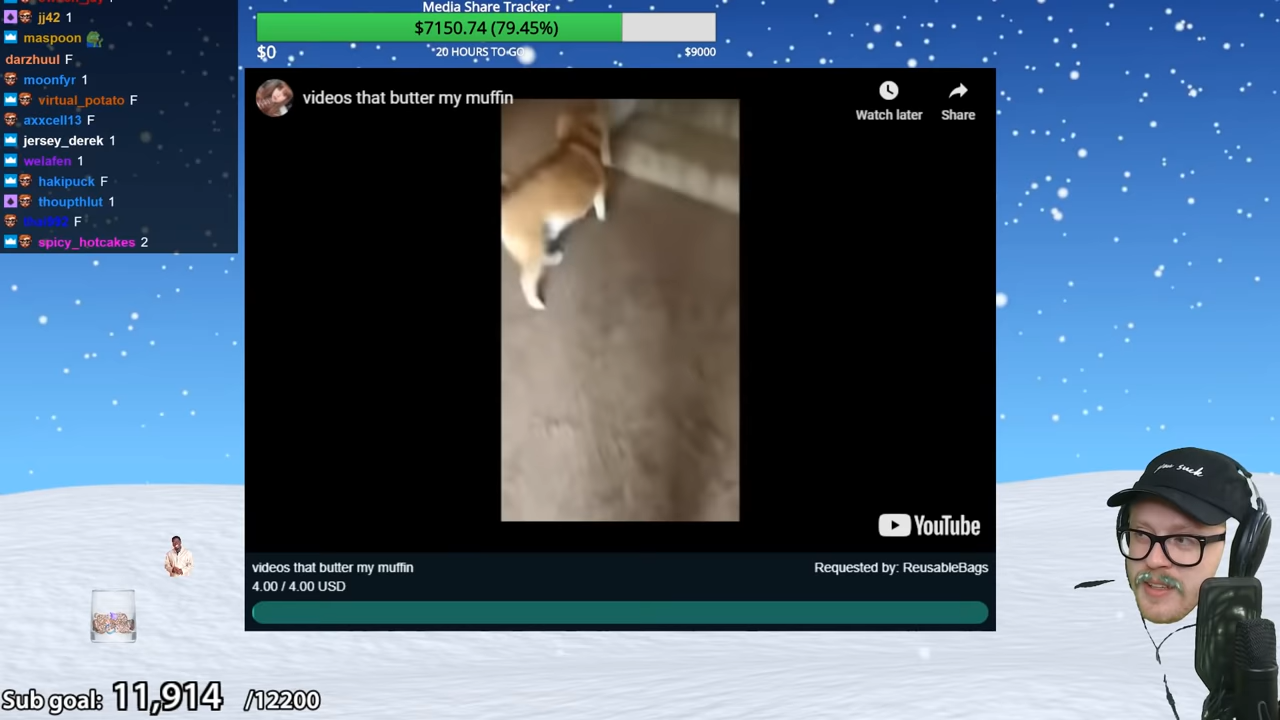 jj42 1
maspoon
darzhuul F
moonfyr 1
virtual_potato F
axxcell13 F
jersey_derek 1
welafen 1
hakipuck F
thoupthlut 1
F
spicy_hotcakes 2
Media Share Tracker
$7150.74 (79.45%)
$0
20 HOURS TO GO
$9000
videos that butter my muffin
Watch later
Share
YouTube
videos that butter my muffin
Requested by: ReusableBags
4.00 / 4.00 USD
suck
Sub goal: 11,914 /12200